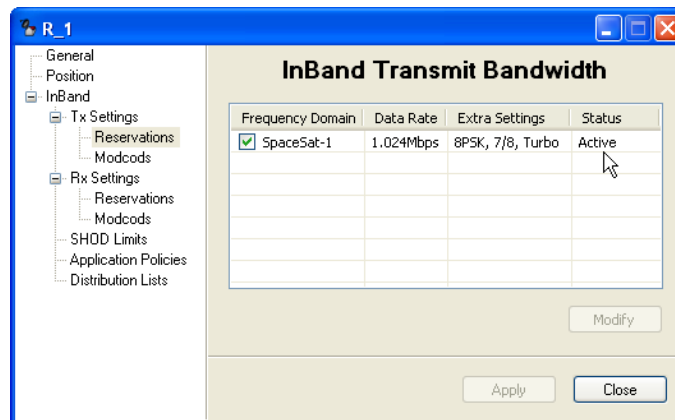 R_1
General
Position
InBand
Tx Settings
Reservations
Modcods
Rx Settings
Reservations
Modcods
SHOD Limits
Application Policies
Distribution Lists
InBand Transmit Bandwidth
Frequency Domain Data Rate Extra Settings Status
SpaceSat-1 1.024Mbps 8PSK, 7/8, Turbo Active
Modify
Apply Close